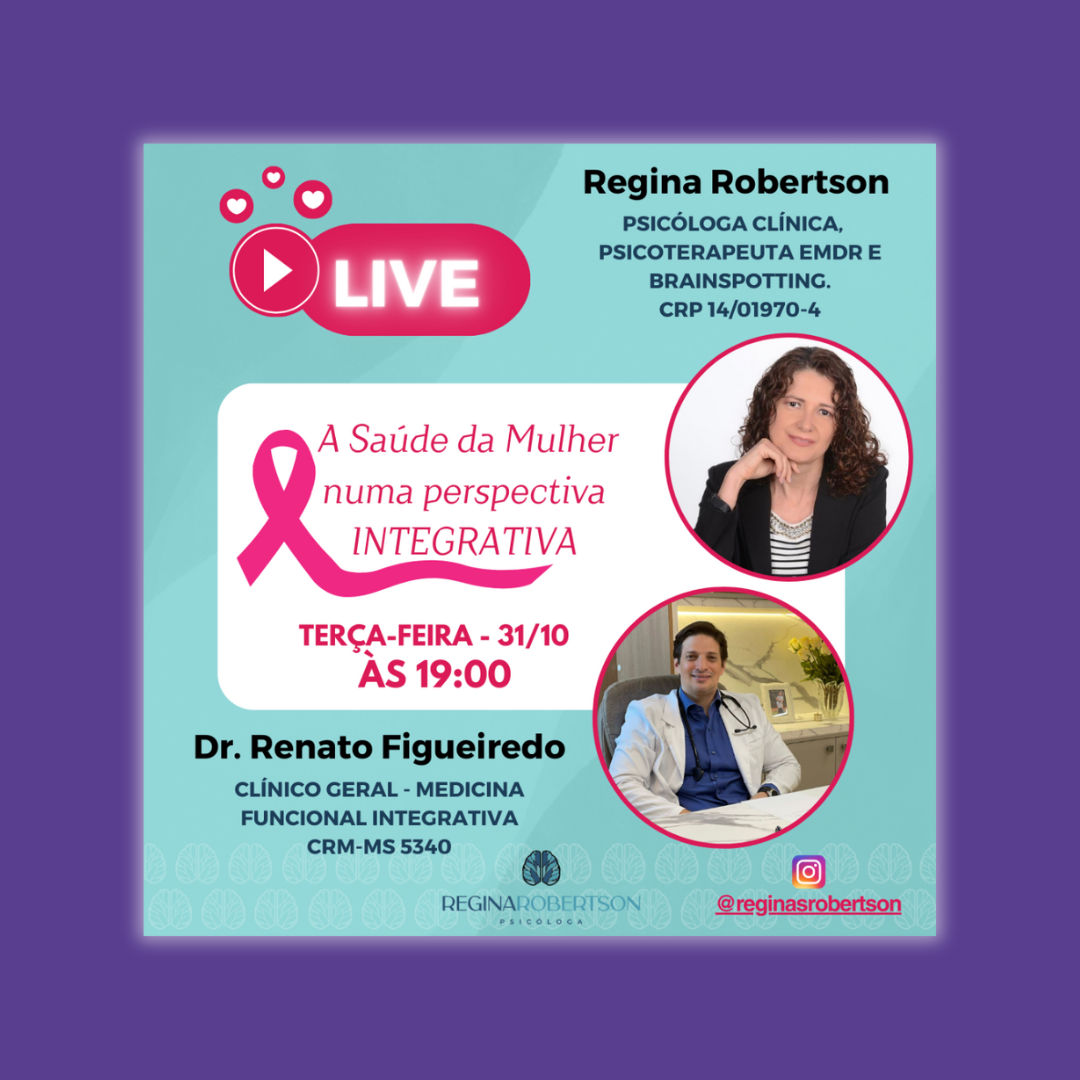 Regina Robertson
PSICÓLOGA CLÍNICA,
PSICOTERAPEUTA EMDR E
BRAINSPOTTING.
CRP 14/01970-4
LIVE
A Saúde da Mulher
numa perspectiva
INTEGRATIVA
TERÇA-FEIRA - 31/10
ÀS 19:00
Dr. Renato Figueiredo
CLÍNICO GERAL - MEDICINA
FUNCIONAL INTEGRATIVA
CRM-MS 5340
REGINAROBERTSON
PSICÓLOGA
@reginasrobertson